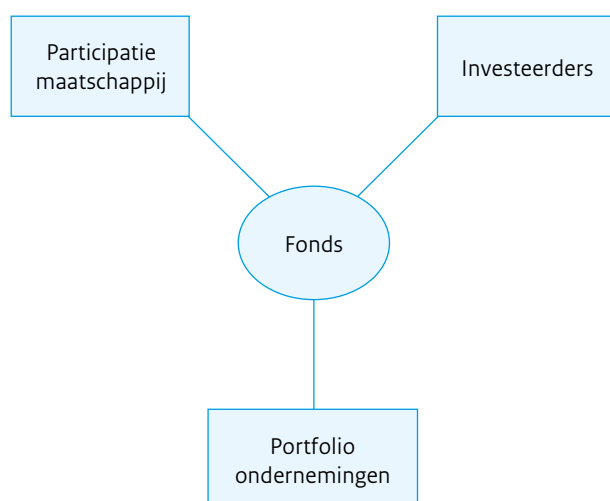 Participatie
maatschappij
Investeerders
Fonds
Portfolio
ondernemingen